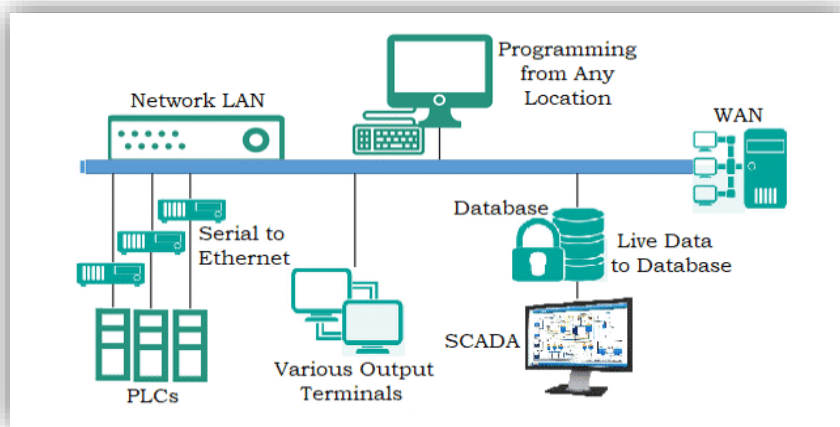 Programming
from Any
Location
Network LAN
WAN
Database
Serial to
Ethernet
Live Data
to Database
SCADA
Various Output
Terminals
PLCs